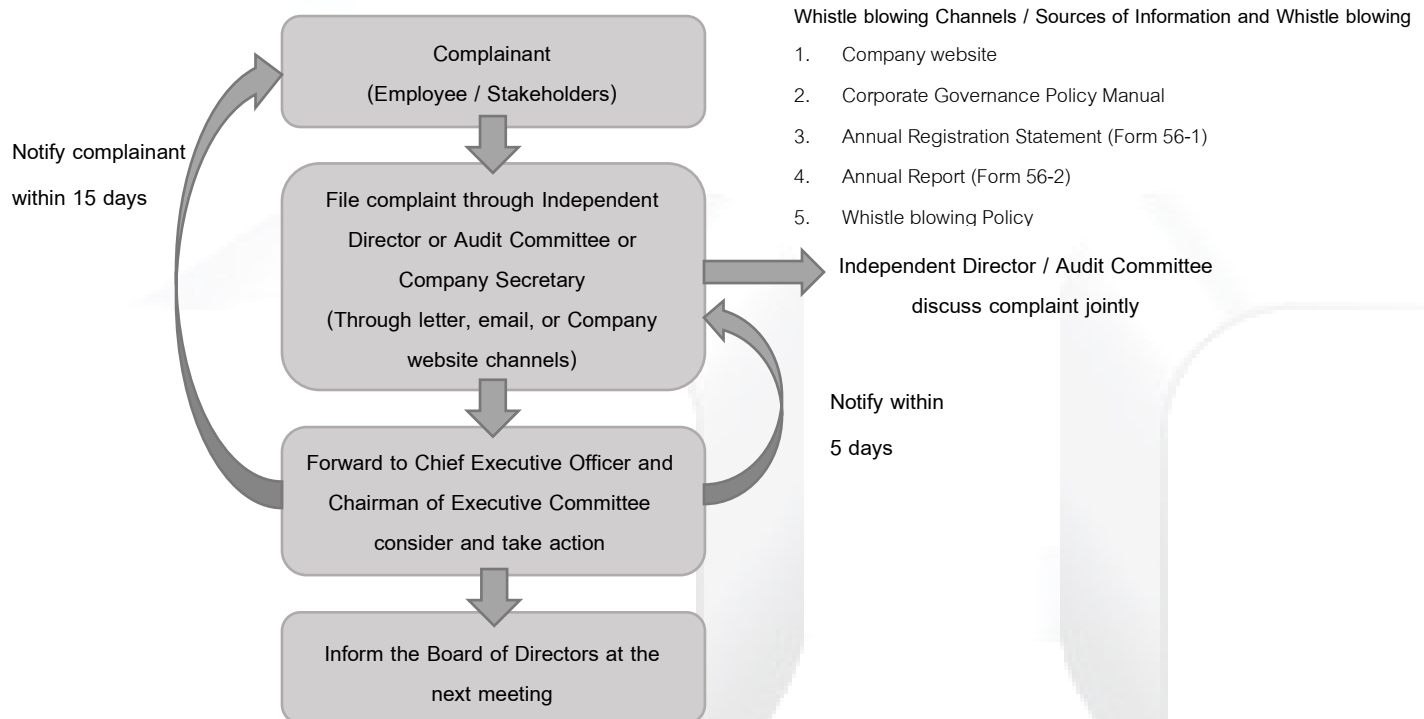 Whistle blowing Channels / Sources of Information and Whistle blowing
1. Company website
2. Corporate Governance Policy Manual
3. Annual Registration Statement (Form 56-1)
4. Annual Report (Form 56-2)
5. Whistle blowing Policy
Complainant
(Employee / Stakeholders)
Notify complainant
within 15 days
File complaint through Independent
Director or Audit Committee or
Company Secretary
(Through letter, email, or Company
website channels)
Independent Director / Audit Committee
discuss complaint jointly
Notify within
5 days
Forward to Chief Executive Officer and
Chairman of Executive Committee
consider and take action
Inform the Board of Directors at the
next meeting